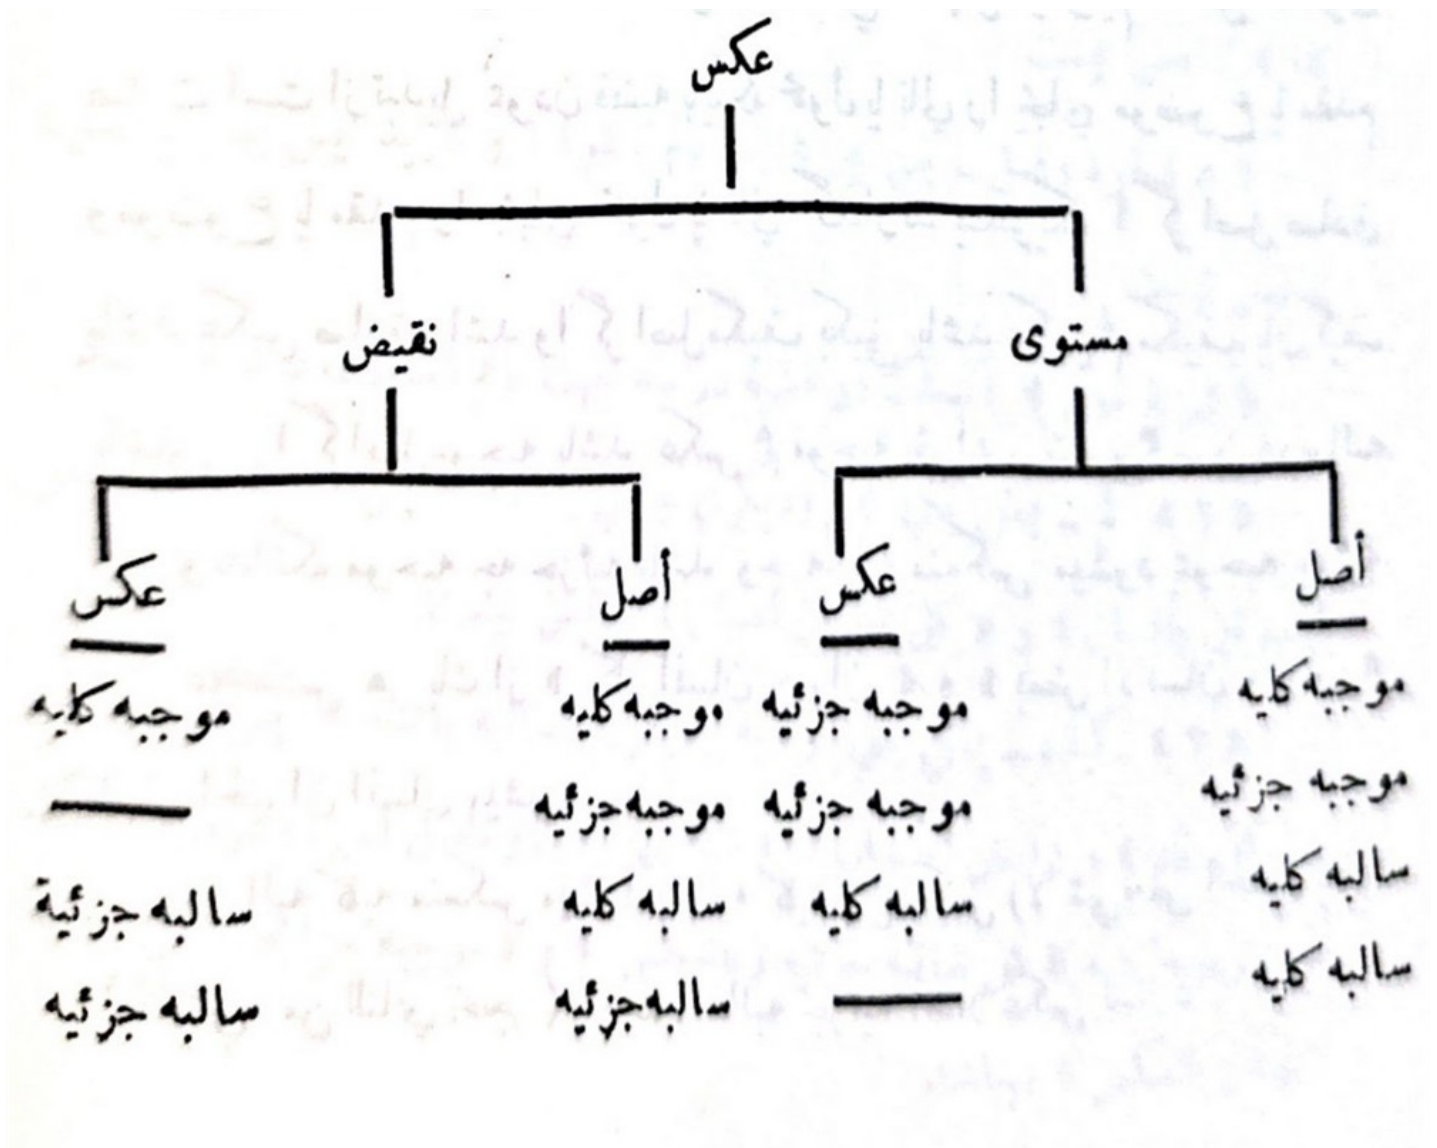 عکس
مستوی نقیض
أصل عکس أصل عکس
موجبه کلیه موجبه جزئیه موجبه کلیه موجبه کلیه
موجبه جزئیه موجبه جزئیه موجبه جزئیه
سالبه کلیه سالبه کلیه سالبه کلیه سالبه جزئیة
سالبه کلیه سالبه جزئیه سالبه جزئیه